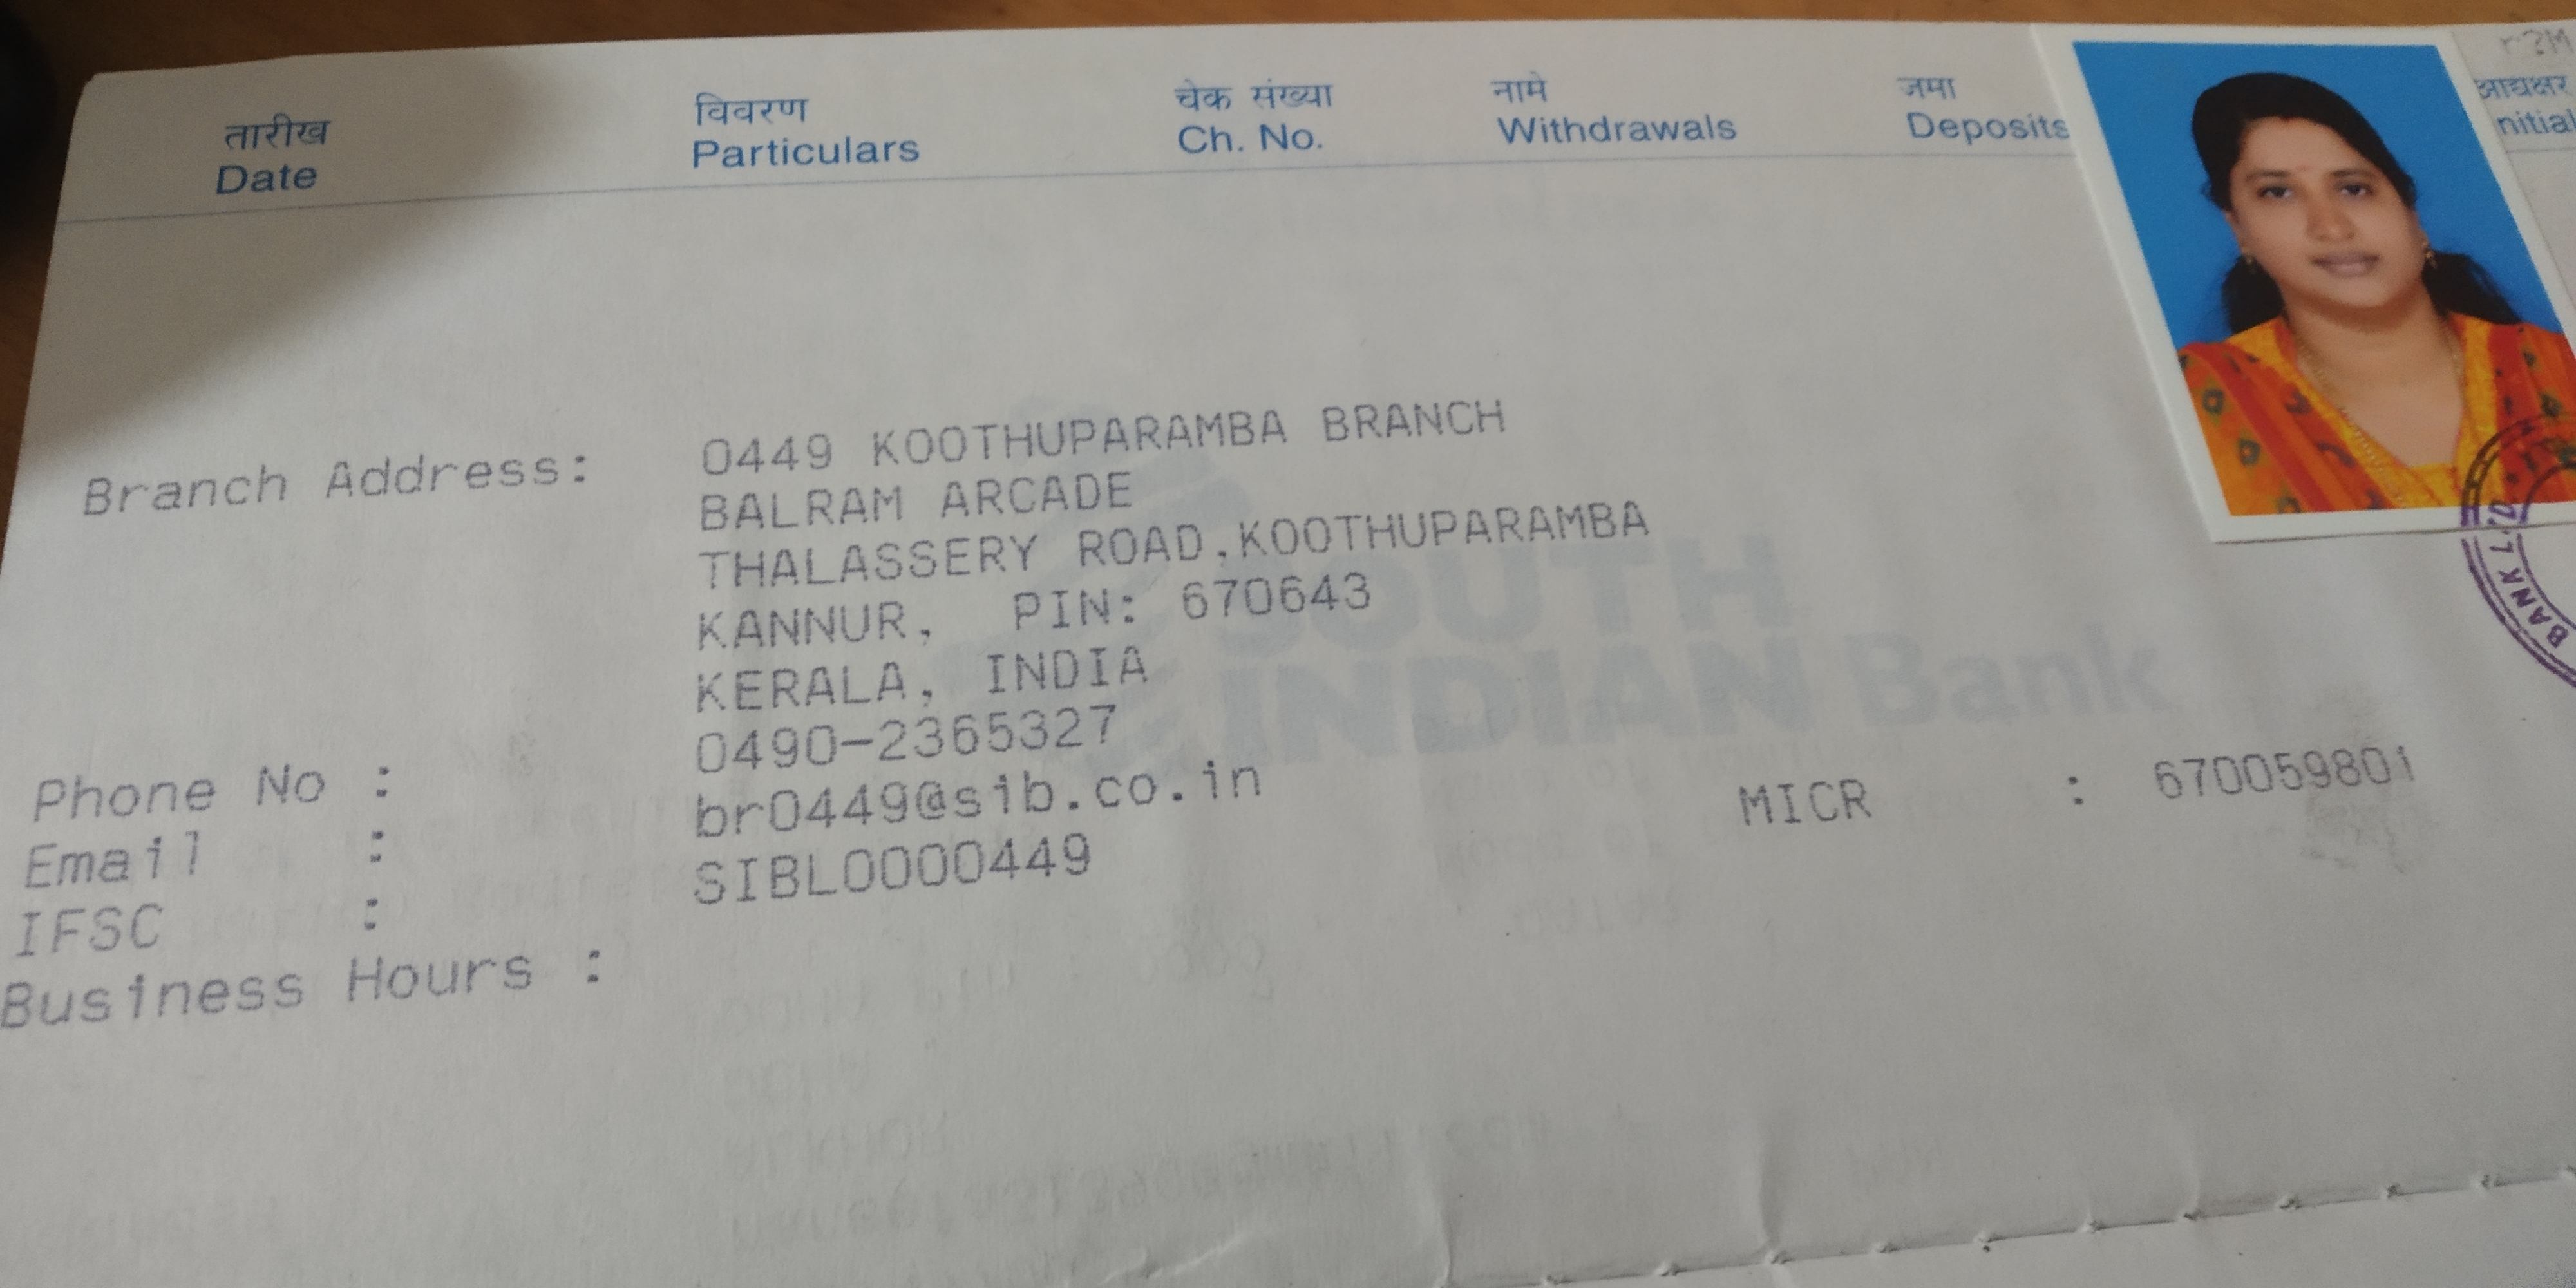 तारीख विवरण चेक संख्या नामे जमा आद्यक्षर
Date Particulars Ch. No. Withdrawals Deposits
Branch Address: 0449 KOOTHUPARAMBA BRANCH
BALRAM ARCADE
THALASSERY ROAD,KOOTHUPARAMBA
KANNUR, PIN: 670643
KERALA, INDIA
Phone No : 0490-2365327
Email : br0449@sib.co.in
IFSC : SIBL0000449 MICR : 670059801
Business Hours :
SOUTH
INDIAN Bank
BANK LTD.